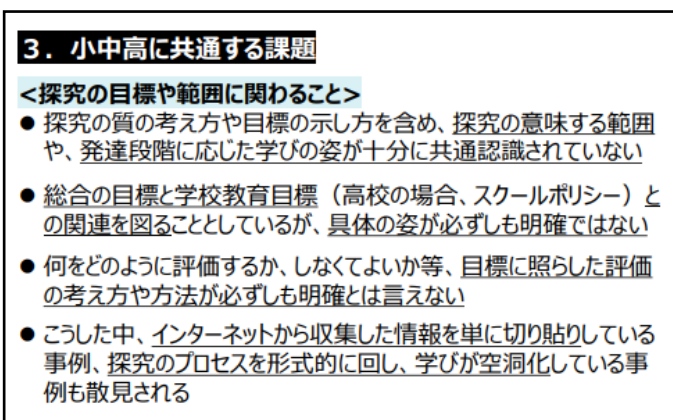 ３．小中高に共通する課題
<探究の目標や範囲に関わること>
● 探究の質の考え方や目標の示し方を含め、探究の意味する範囲
や、発達段階に応じた学びの姿が十分に共通認識されていない
● 総合の目標と学校教育目標（高校の場合、スクールポリシー）と
の関連を図ることとしているが、具体の姿が必ずしも明確ではない
● 何をどのように評価するか、しなくてよいか等、目標に照らした評価
の考え方や方法が必ずしも明確とは言えない
● こうした中、インターネットから収集した情報を単に切り貼りしている
事例、探究のプロセスを形式的に回し、学びが空洞化している事
例も散見される